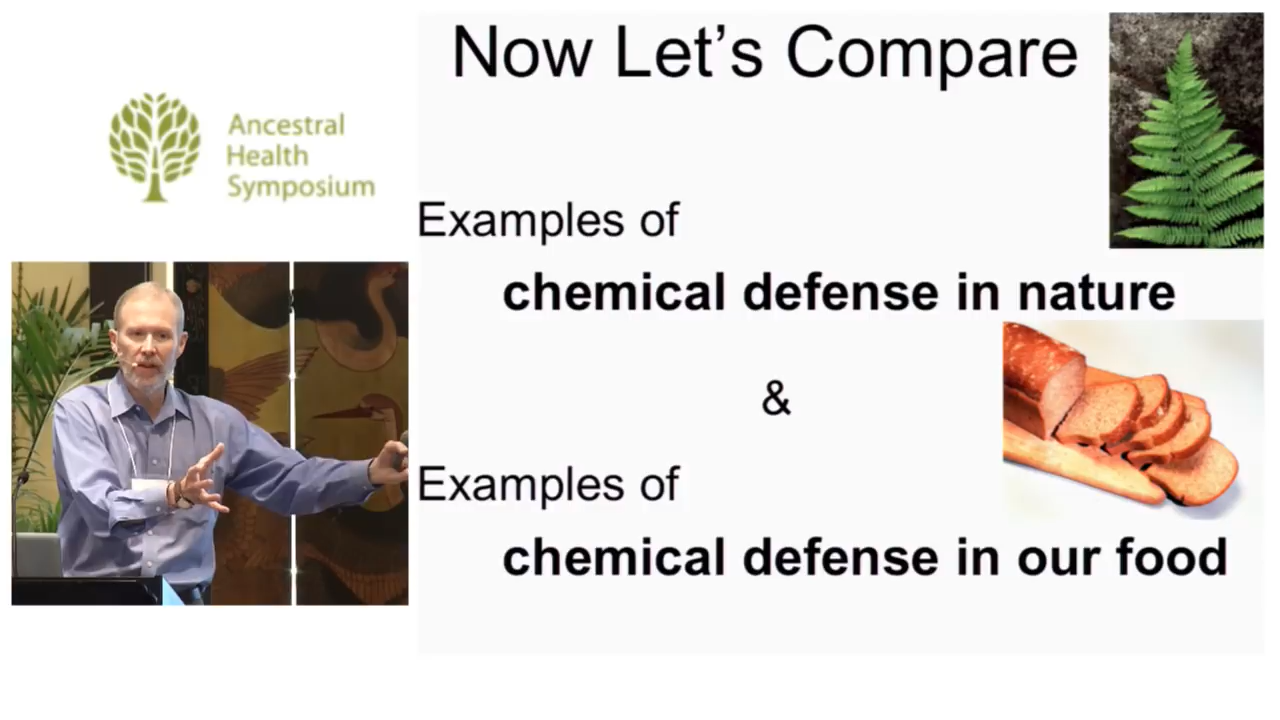 Now Let's Compare
Ancestral
Health
Symposium
Examples of
chemical defense in nature
&
Examples of
chemical defense in our food